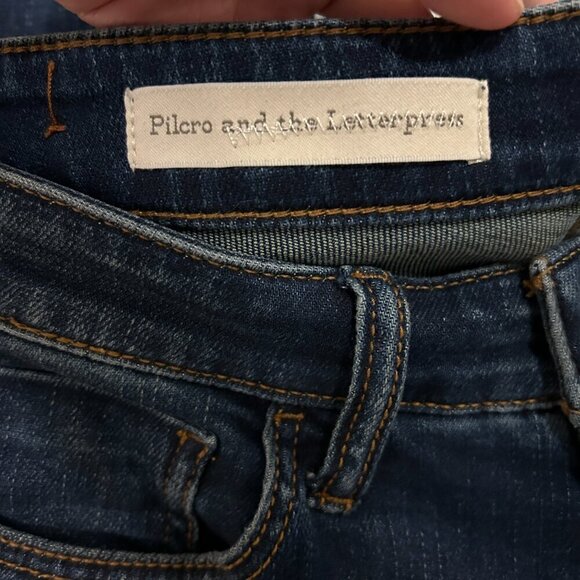 Pilcro and the Letterpress